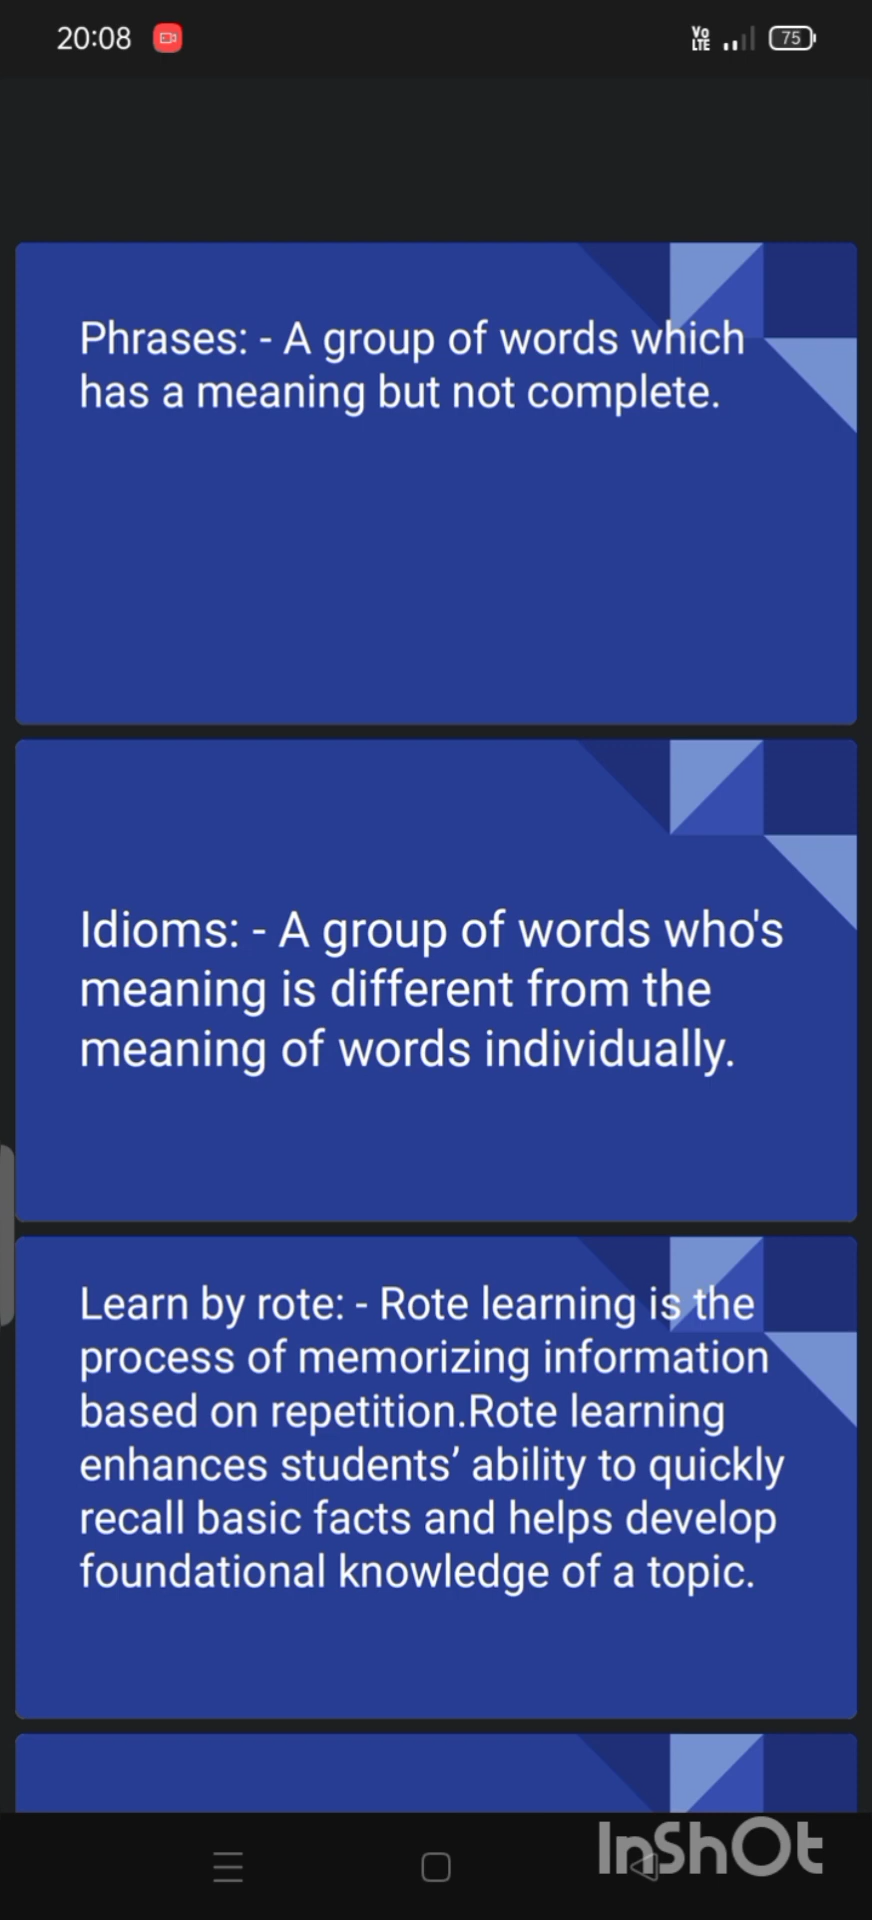 20:08
Vo
LTE
75
Phrases: - A group of words which
has a meaning but not complete.
Idioms: - A group of words who's
meaning is different from the
meaning of words individually.
Learn by rote: - Rote learning is the
process of memorizing information
based on repetition.Rote learning
enhances students’ ability to quickly
recall basic facts and helps develop
foundational knowledge of a topic.
InShOt